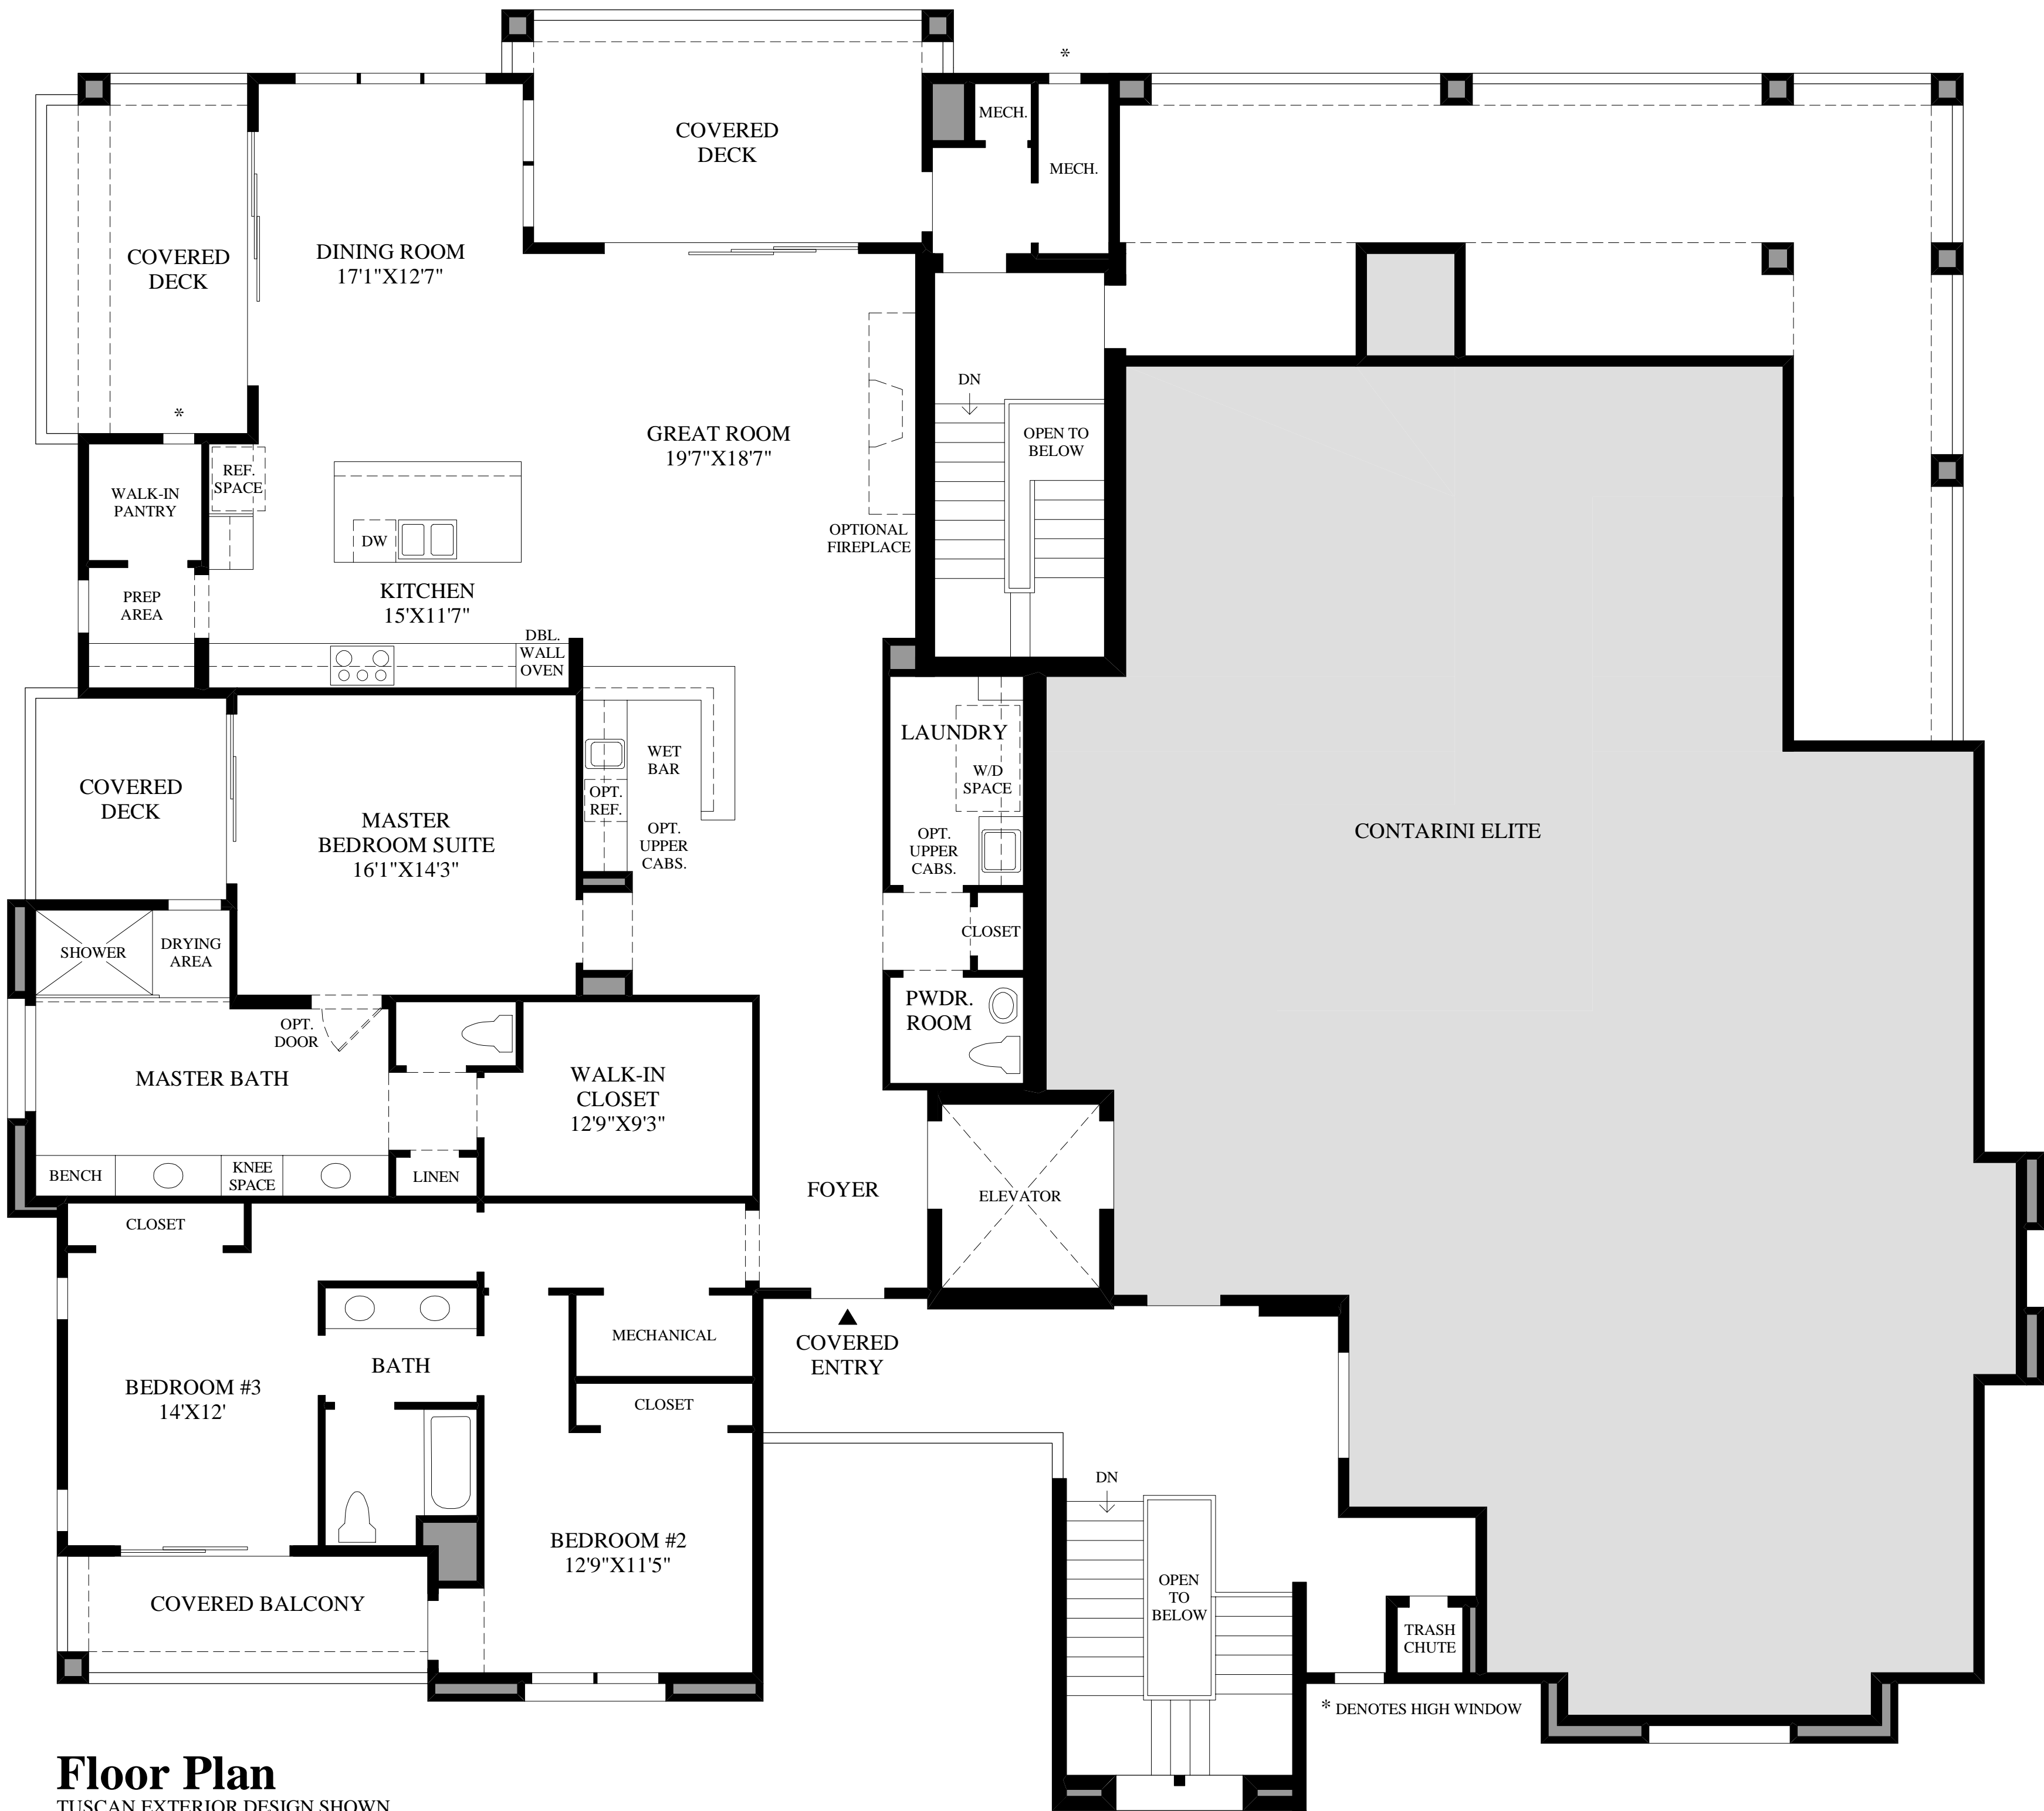 *
MECH.
COVERED
DECK
MECH.
COVERED
DECK
DINING ROOM
17'1"X12'7"
DN
*
GREAT ROOM
19'7"X18'7"
OPEN TO
BELOW
REF.
SPACE
WALK-IN
PANTRY
OPTIONAL
FIREPLACE
DW
KITCHEN
15'X11'7"
PREP
AREA
DBL.
WALL
OVEN
LAUNDRY
WET
BAR
W/D
SPACE
COVERED
DECK
OPT.
REF.
MASTER
BEDROOM SUITE
16'1"X14'3"
OPT.
UPPER
CABS.
OPT.
UPPER
CABS.
CONTARINI ELITE
SHOWER
DRYING
AREA
CLOSET
PWDR.
ROOM
OPT.
DOOR
MASTER BATH
WALK-IN
CLOSET
12'9"X9'3"
BENCH
KNEE
SPACE
LINEN
FOYER
ELEVATOR
CLOSET
MECHANICAL
COVERED
ENTRY
BATH
BEDROOM #3
14'X12'
CLOSET
DN
BEDROOM #2
12'9"X11'5"
OPEN
TO
BELOW
COVERED BALCONY
TRASH
CHUTE
* DENOTES HIGH WINDOW
Floor Plan
TUSCAN EXTERIOR DESIGN SHOWN